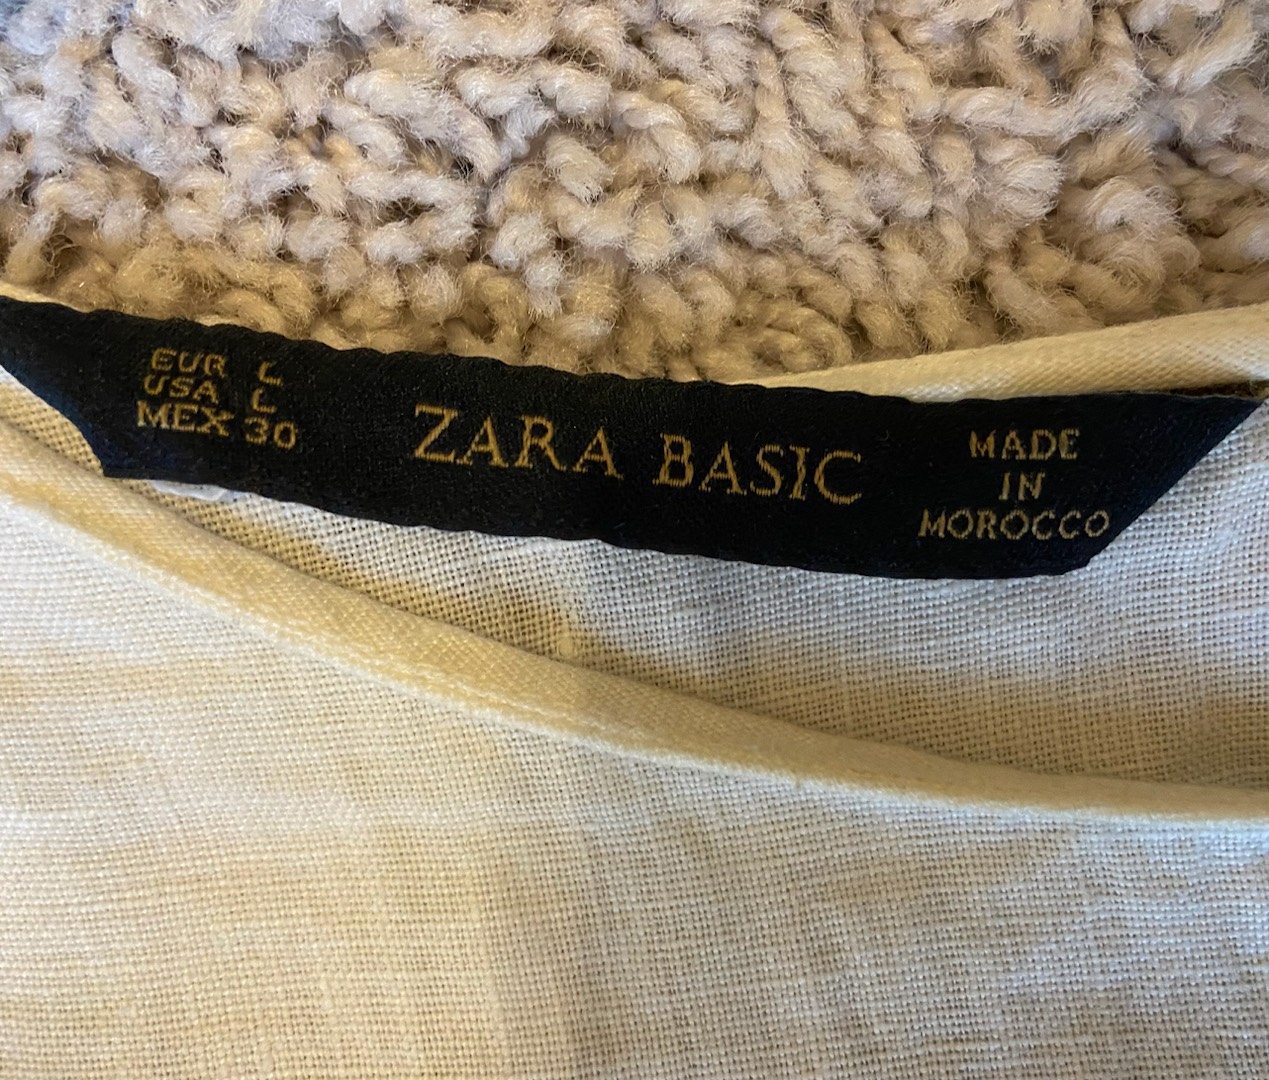 EUR L
USA L
MEX 30
ZARA BASIC
MADE
IN
MOROCCO